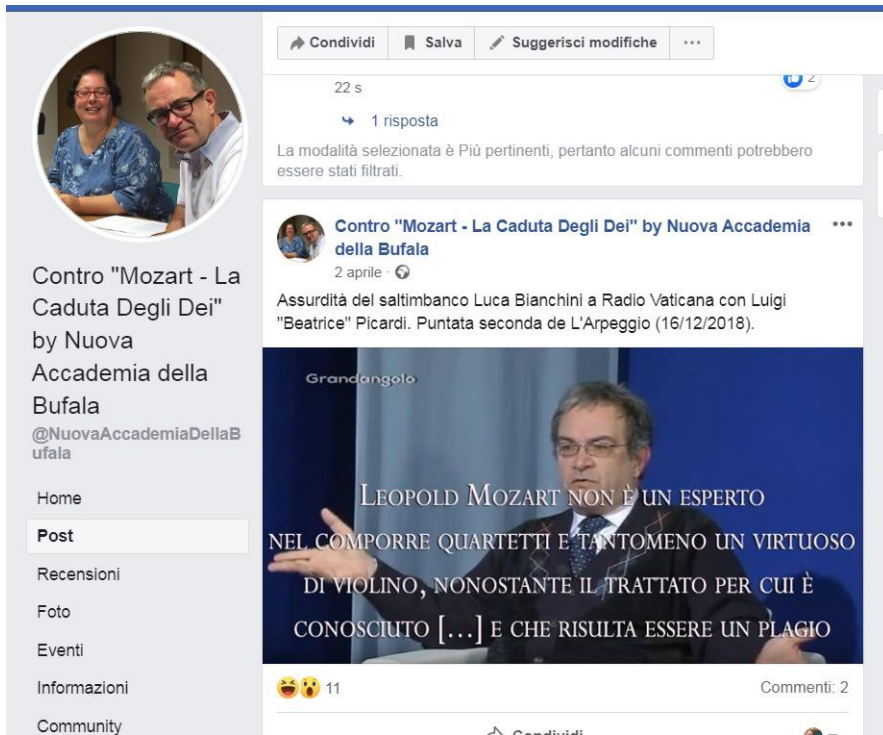 Condividi Salva Suggerisci modifiche ...
22 s
2
1 risposta
La modalità selezionata è Più pertinenti, pertanto alcuni commenti potrebbero
essere stati filtrati.
Contro "Mozart - La
Caduta Degli Dei"
by Nuova
Accademia della
Bufala
@NuovaAccademiaDellaB
ufala
Home
Post
Recensioni
Foto
Eventi
Informazioni
Community
Contro "Mozart - La Caduta Degli Dei" by Nuova Accademia
della Bufala
2 aprile ·
Assurdità del saltimbanco Luca Bianchini a Radio Vaticana con Luigi
"Beatrice" Picardi. Puntata seconda de L'Arpeggio (16/12/2018).
Grandangolo
LEOPOLD MOZART NON È UN ESPERTO
NEL COMPORRE QUARTETTI E TANTOMENO UN VIRTUOSO
DI VIOLINO, NONOSTANTE IL TRATTATO PER CUI È
CONOSCIUTO [...] E CHE RISULTA ESSERE UN PLAGIO
11
Commenti: 2
Condividi